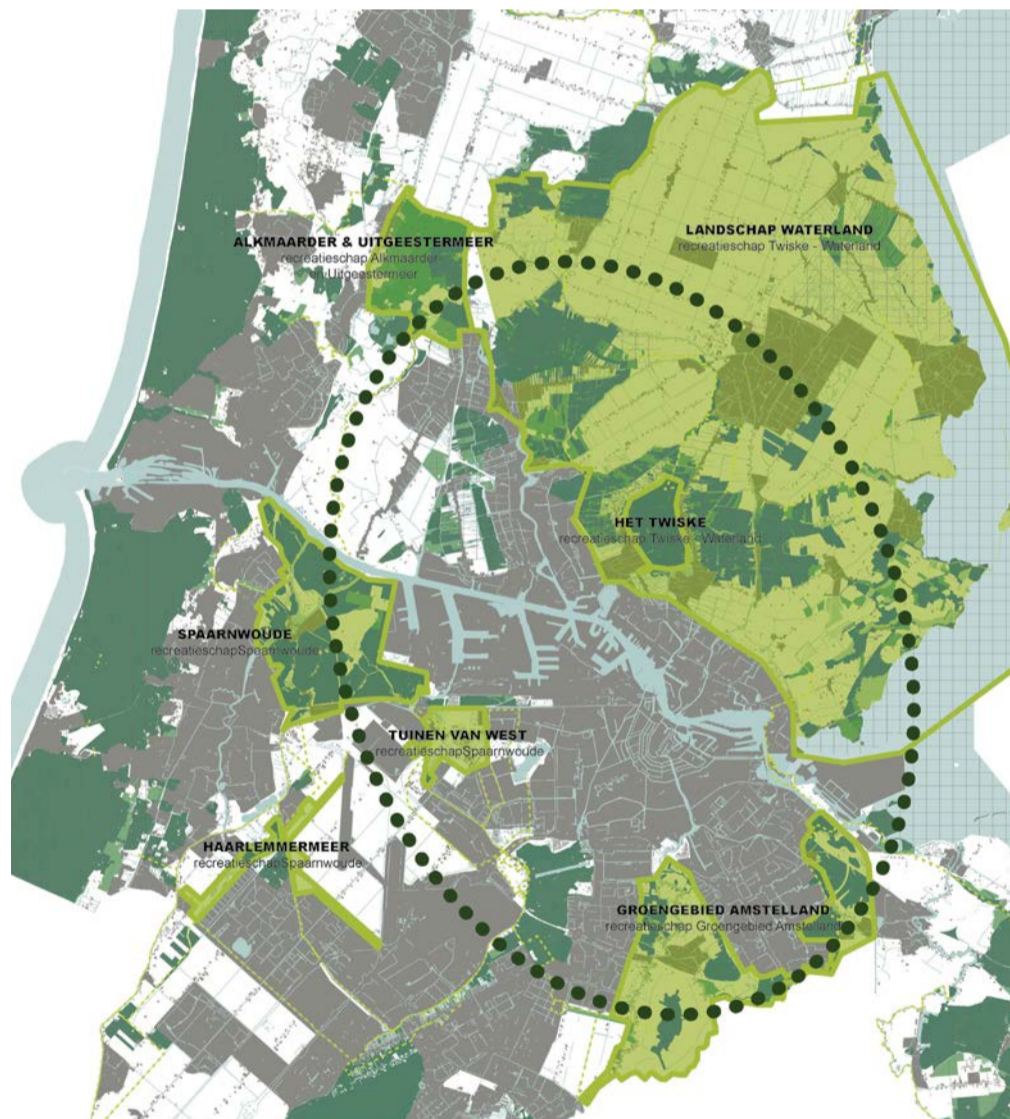 LANDSCHAP WATERLAND
recreatieschap Twiske - Waterland
ALKMAARDER & UITGEESTERMEER
recreatieschap Alkmaarder
en Uitgeestermeer
HET TWISKE
recreatieschap Twiske - Waterland
SPAARNWOUDE
recreatieschapSpaarnwoude
TUINEN VAN WEST
recreatieschapSpaarnwoude
HAARLEMMERMEER
recreatieschapSpaarnwoude
GROENGEBIED AMSTELLAND
recreatieschap Groengebied Amstelland